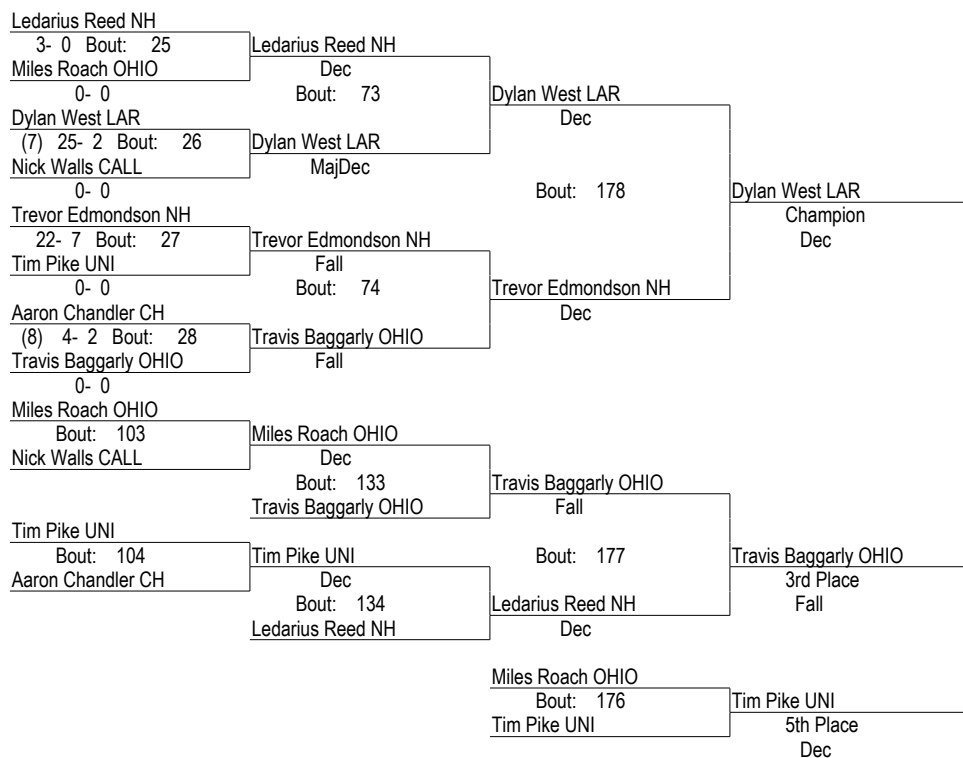 Ledarius Reed NH
3- 0 Bout: 25
Ledarius Reed NH
Miles Roach OHIO
Dec
0- 0
Bout: 73
Dylan West LAR
Dylan West LAR
Dec
(7) 25- 2 Bout: 26
Dylan West LAR
Nick Walls CALL
MajDec
0- 0
Bout: 178
Dylan West LAR
Trevor Edmondson NH
Champion
22- 7 Bout: 27
Trevor Edmondson NH
Dec
Tim Pike UNI
Fall
0- 0
Bout: 74
Trevor Edmondson NH
Aaron Chandler CH
Dec
(8) 4- 2 Bout: 28
Travis Baggarly OHIO
Travis Baggarly OHIO
Fall
0- 0
Miles Roach OHIO
Bout: 103
Miles Roach OHIO
Nick Walls CALL
Dec
Bout: 133
Travis Baggarly OHIO
Travis Baggarly OHIO
Fall
Tim Pike UNI
Bout: 104
Tim Pike UNI
Bout: 177
Travis Baggarly OHIO
Aaron Chandler CH
Dec
3rd Place
Bout: 134
Ledarius Reed NH
Fall
Ledarius Reed NH
Dec
Miles Roach OHIO
Bout: 176
Tim Pike UNI
Tim Pike UNI
5th Place
Dec